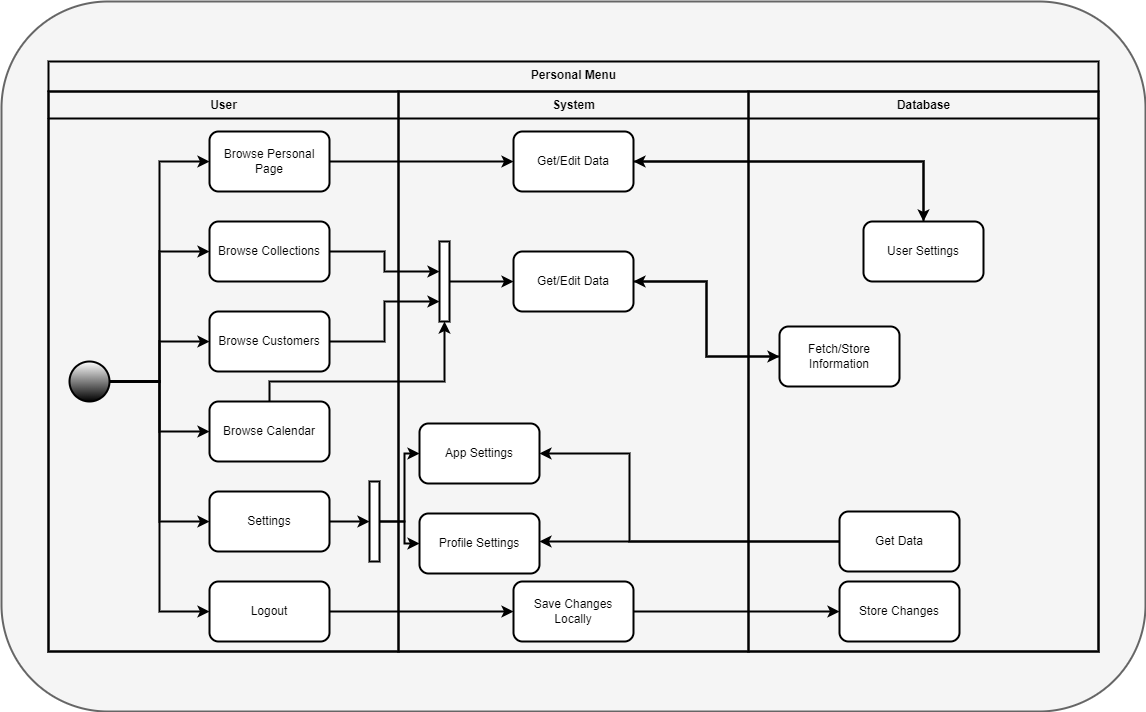 Personal Menu
User
System
Database
Browse Personal
Page
Get/Edit Data
Browse Collections
User Settings
Get/Edit Data
Browse Customers
Fetch/Store
Information
Browse Calendar
App Settings
Settings
Profile Settings
Get Data
Logout
Save Changes
Locally
Store Changes